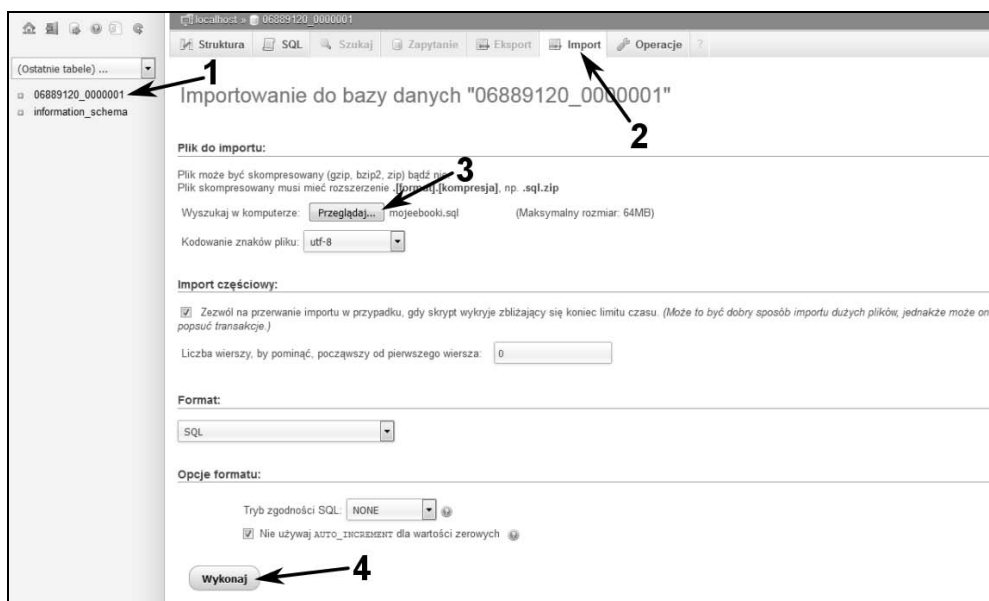 localhost » 06889120_0000001
Struktura SQL Szukaj Zapytanie Eksport Import Operacje ?
(Ostatnie tabele) ...
1
06889120_0000001
information_schema
Importowanie do bazy danych "06889120_0000001"
2
Plik do importu:
3
Plik może być skompresowany (gzip, bzip2, zip) bądź nie.
Plik skompresowany musi mieć rozszerzenie .[format].[kompresja], np. .sql.zip
Wyszukaj w komputerze: Przeglądaj... mojeebooki.sql (Maksymalny rozmiar: 64MB)
Kodowanie znaków pliku: utf-8
Import częściowy:
Zezwól na przerwanie importu w przypadku, gdy skrypt wykryje zbliżający się koniec limitu czasu. (Może to być dobry sposób importu dużych plików, jednakże może on
popsuć transakcje.)
Liczba wierszy, by pominąć, począwszy od pierwszego wiersza: 0
Format:
SQL
Opcje formatu:
Tryb zgodności SQL: NONE
Nie używaj AUTO_INCREMENT dla wartości zerowych
Wykonaj
4